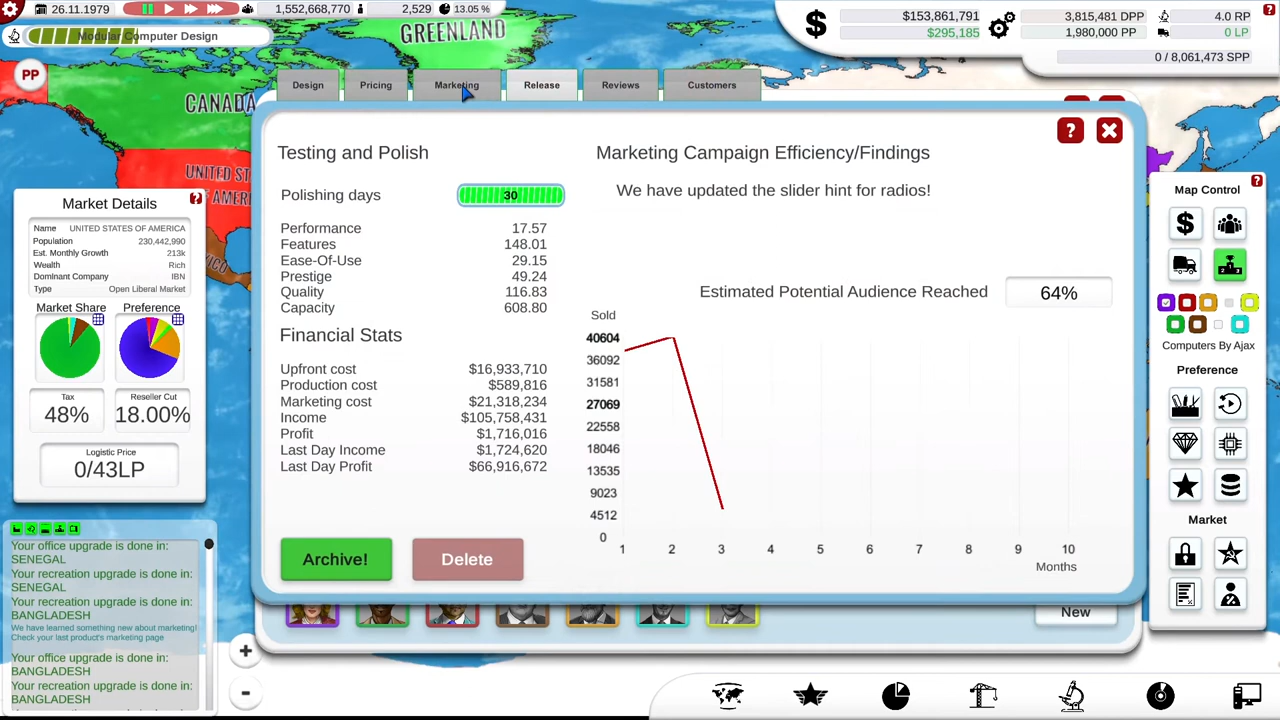 26.11.1979
1,552,668,770
2,529
13.05 %
Modular Computer Design
$153,861,791
$295,185
3,815,481 DPP
1,980,000 PP
4.0 RP
0 LP
0 / 8,061,473 SPP
PP
GREENLAND
CANADA
Design
Pricing
Marketing
Release
Reviews
Customers
Testing and Polish
Polishing days
30
Performance 17.57
Features 148.01
Ease-Of-Use 29.15
Prestige 49.24
Quality 116.83
Capacity 608.80
Financial Stats
Upfront cost $16,933,710
Production cost $589,816
Marketing cost $21,318,234
Income $105,758,431
Profit $1,716,016
Last Day Income $1,724,620
Last Day Profit $66,916,672
Archive!
Delete
Marketing Campaign Efficiency/Findings
We have updated the slider hint for radios!
Estimated Potential Audience Reached
64%
Sold
40604
36092
31581
27069
22558
18046
13535
9023
4512
0
1 2 3 4 5 6 7 8 9 10
Months
New
Market Details
Name UNITED STATES OF AMERICA
Population 230,442,990
Est. Monthly Growth 213k
Wealth Rich
Dominant Company IBN
Type Open Liberal Market
Market Share
Preference
Tax
48%
Reseller Cut
18.00%
Logistic Price
0/43LP
Your office upgrade is done in:
SENEGAL
Your recreation upgrade is done in:
SENEGAL
Your recreation upgrade is done in:
BANGLADESH
We have learned something new about marketing!
Check your last product's marketing page
Your office upgrade is done in:
BANGLADESH
Your recreation upgrade is done in:
BANGLADESH
+
-
Map Control
Computers By Ajax
Preference
Market